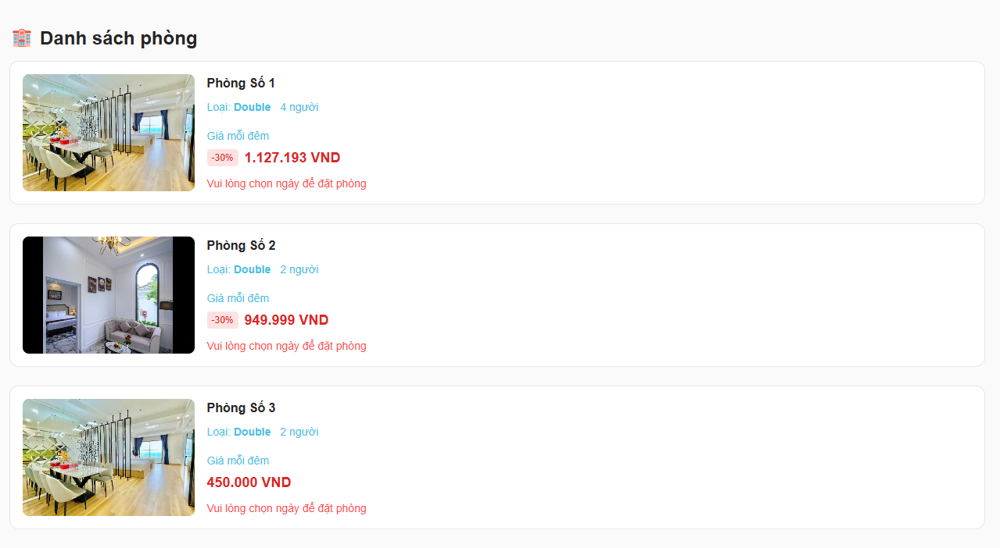 Danh sách phòng
Phòng Số 1
Loại: Double 4 người
Giá mỗi đêm
-30% 1.127.193 VND
Vui lòng chọn ngày để đặt phòng
Phòng Số 2
Loại: Double 2 người
Giá mỗi đêm
-30% 949.999 VND
Vui lòng chọn ngày để đặt phòng
Phòng Số 3
Loại: Double 2 người
Giá mỗi đêm
450.000 VND
Vui lòng chọn ngày để đặt phòng